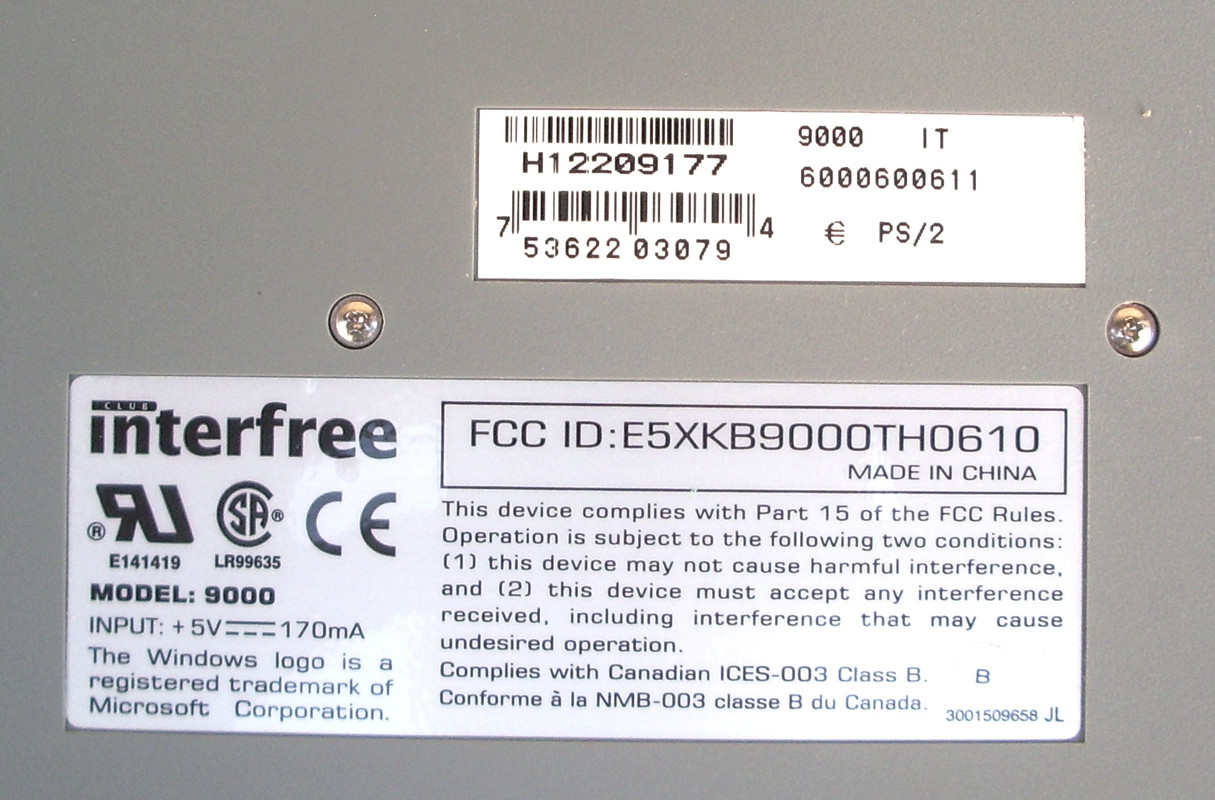 H12209177
7 53622 03079 4
9000 IT
6000600611
€ PS/2
CLUB
interfree
E141419 LR99635
MODEL: 9000
INPUT: +5V⎓170mA
The Windows logo is a
registered trademark of
Microsoft Corporation.
FCC ID:E5XKB9000TH0610
MADE IN CHINA
This device complies with Part 15 of the FCC Rules.
Operation is subject to the following two conditions:
(1) this device may not cause harmful interference,
and (2) this device must accept any interference
received, including interference that may cause
undesired operation.
Complies with Canadian ICES-003 Class B. B
Conforme à la NMB-003 classe B du Canada.
3001509658 JL